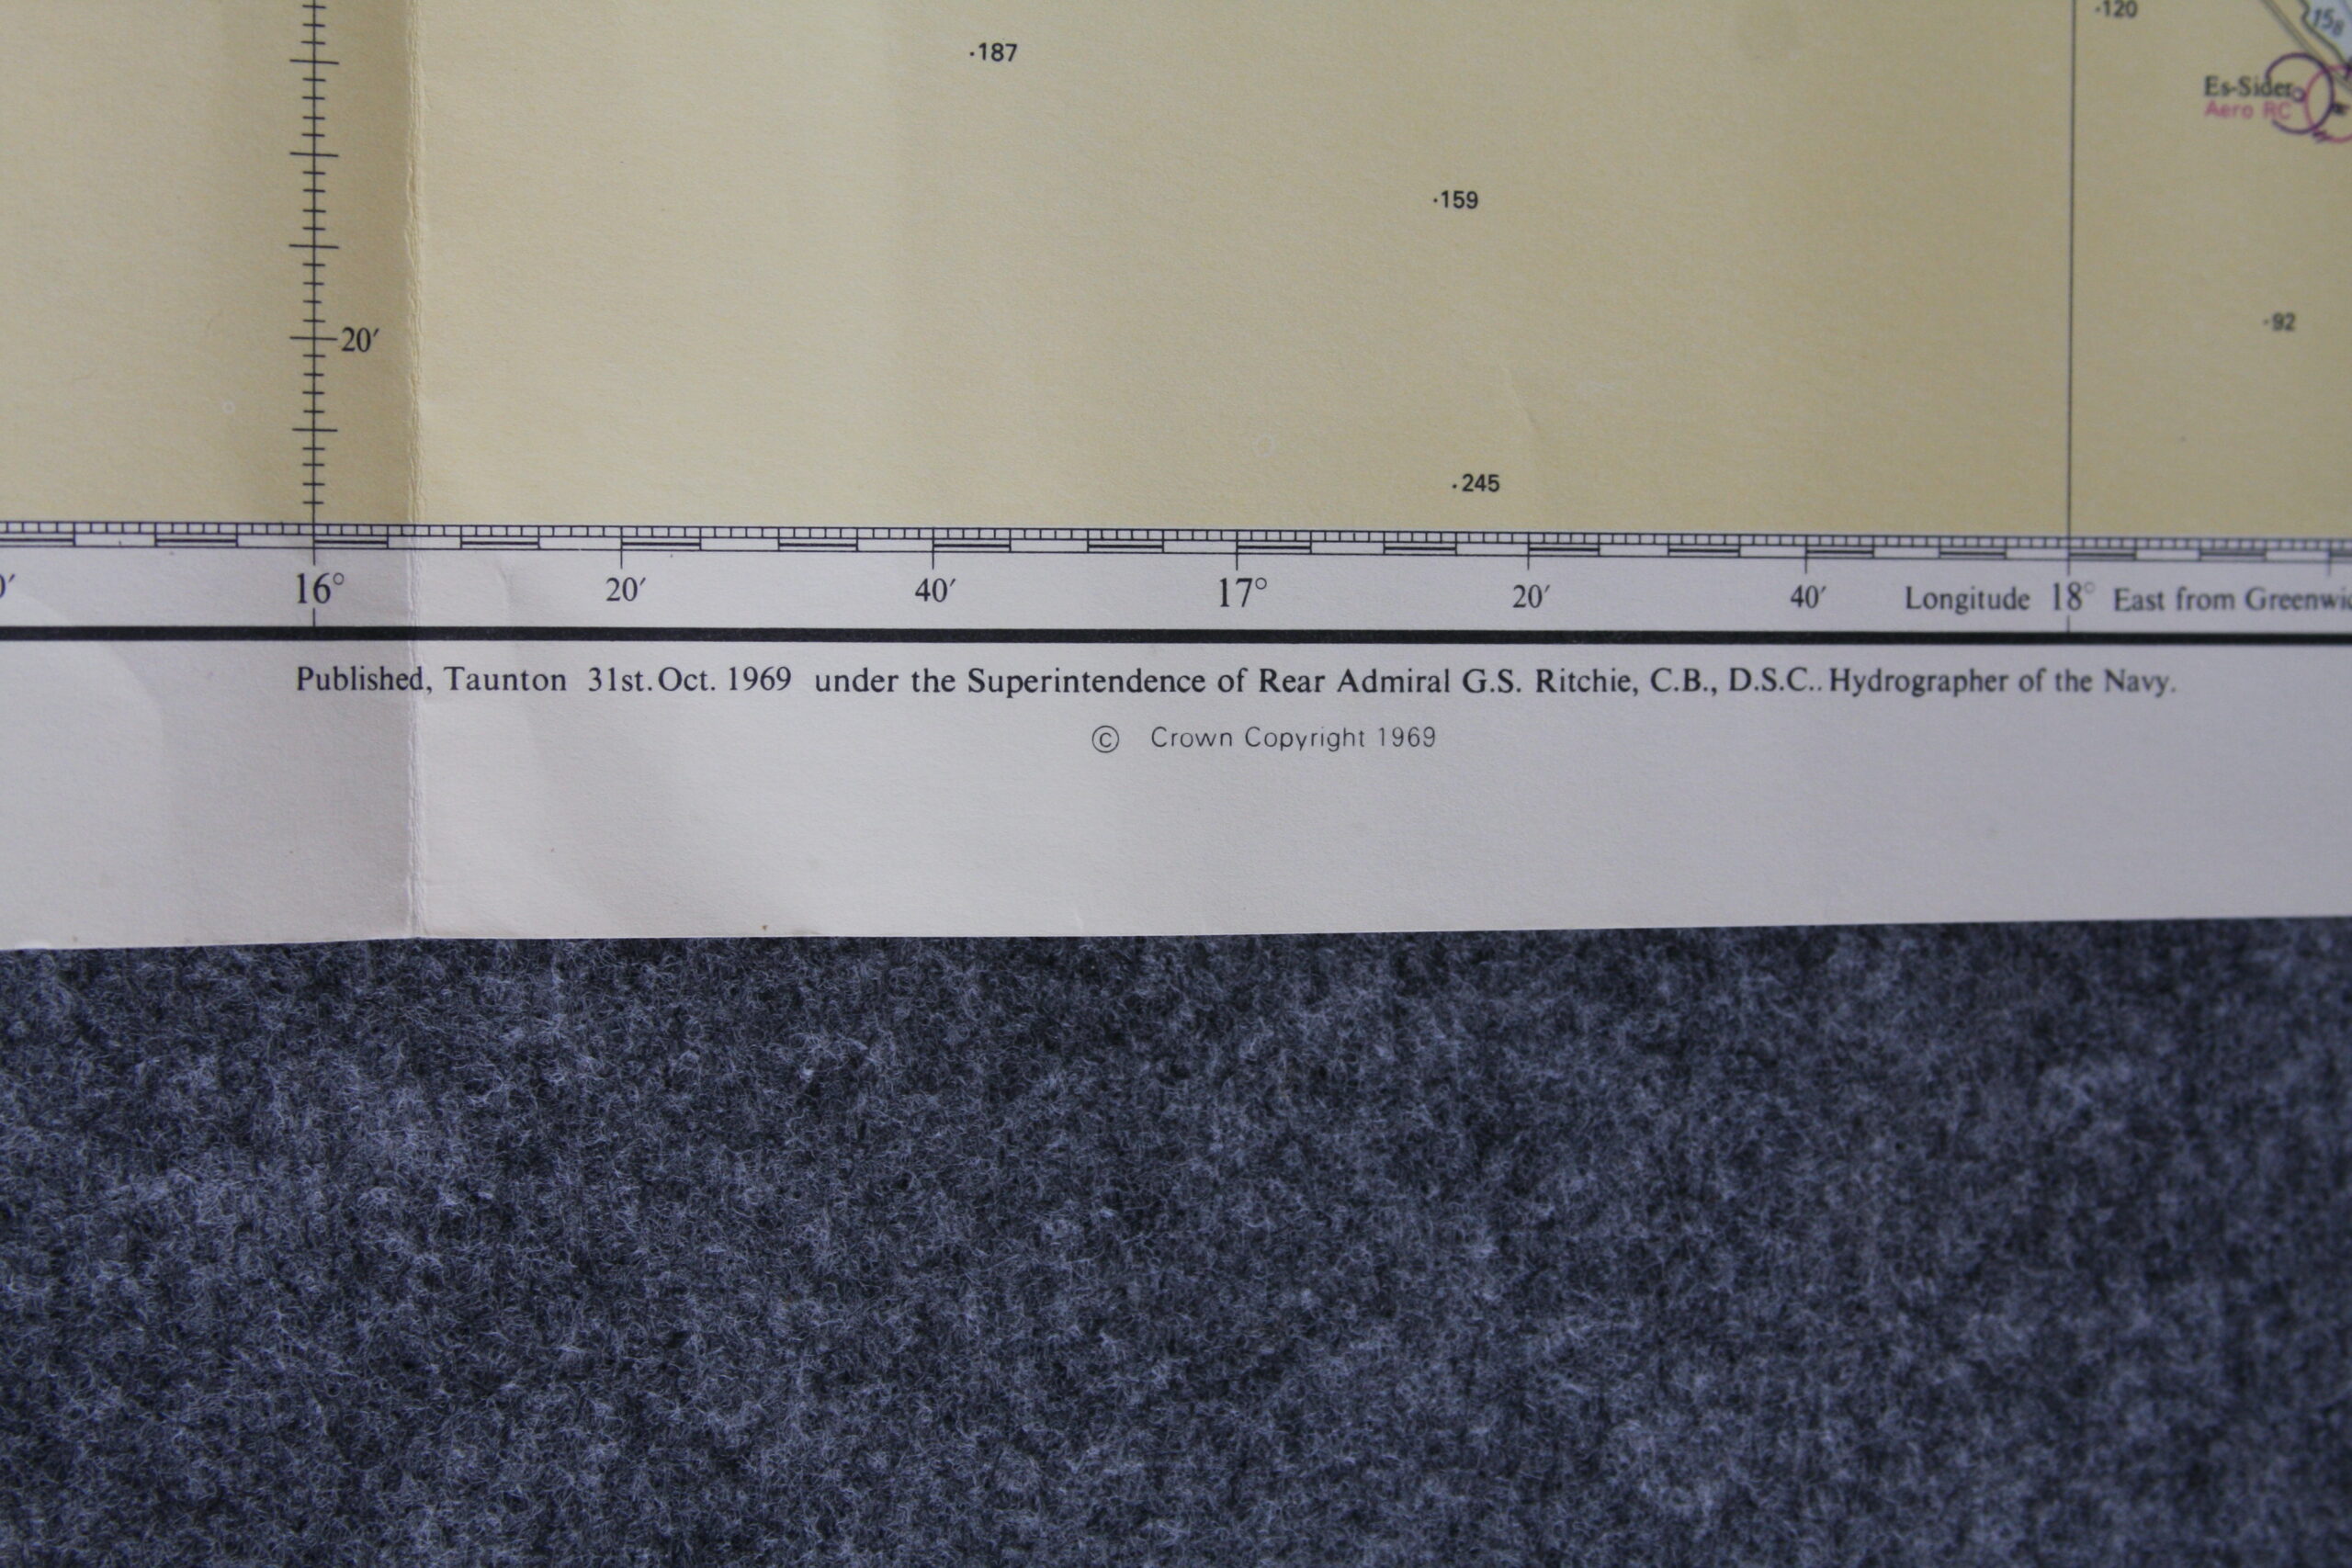 ·120
15₈
·187
Es-Sider
Aero RC
·159
·92
20′
·245
0′ 16° 20′ 40′ 17° 20′ 40′ Longitude 18° East from
Published, Taunton 31st. Oct. 1969 under the Superintendence of Rear Admiral G.S. Ritchie, C.B., D.S.C.. Hydrographer of the Navy.
© Crown Copyright 1969